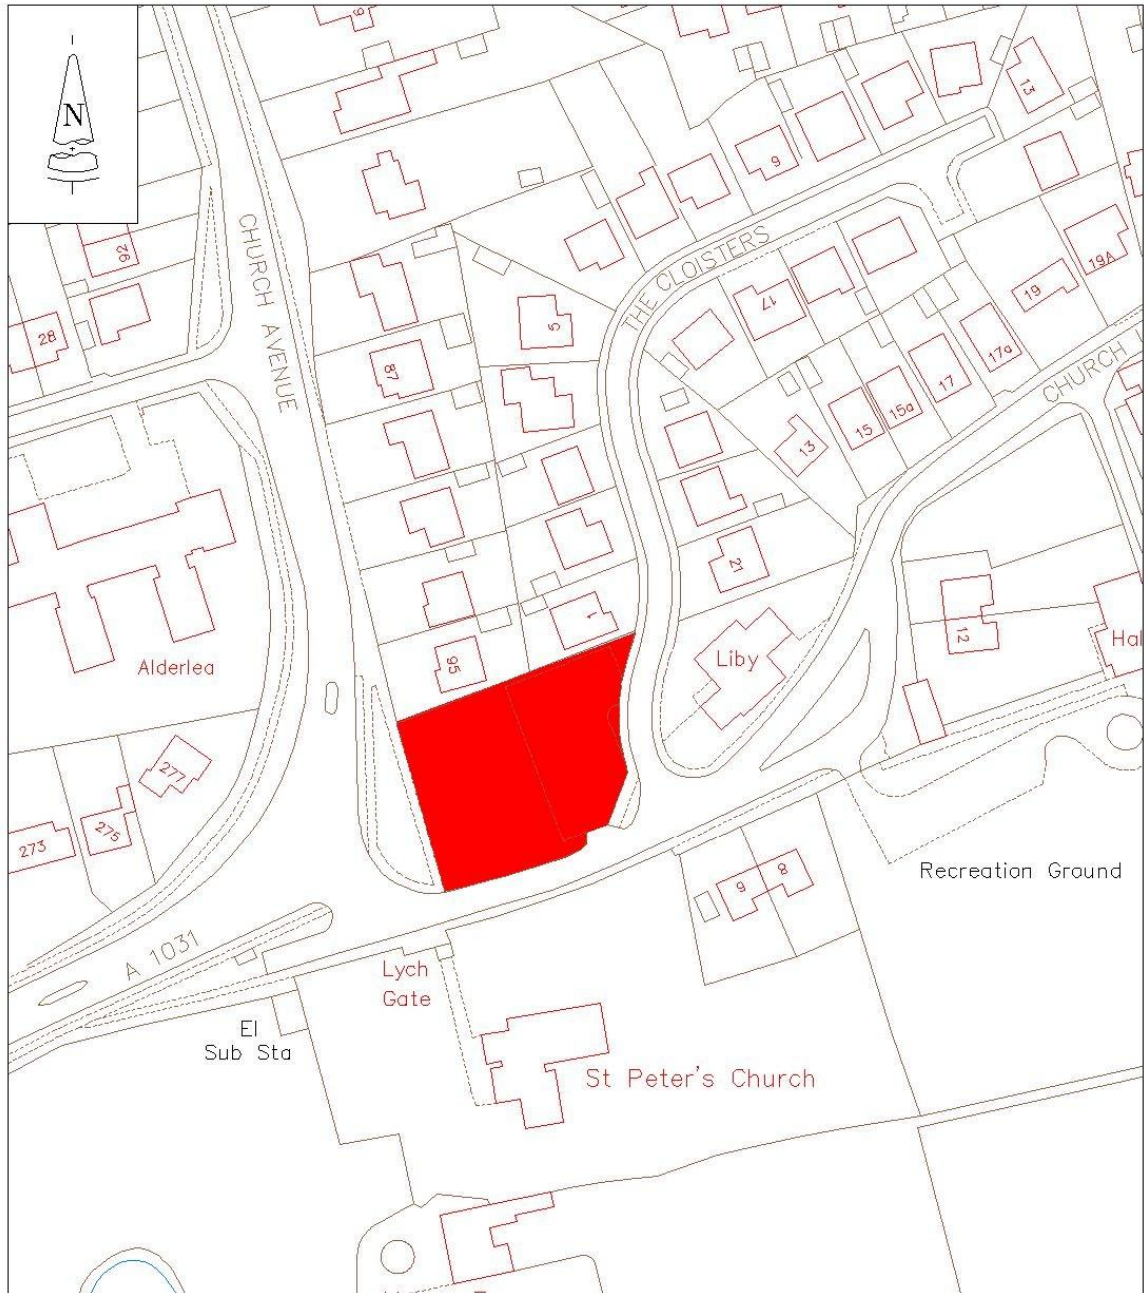 N
9
13
9
92
CHURCH AVENUE
THE CLOISTERS
19A
19
28
5
17
87
17a
CHURCH
17
15a
15
13
21
1
12
Liby
Alderlea
95
277
275
273
Recreation Ground
8
6
A 1031
Lych
Gate
El
Sub Sta
St Peter's Church